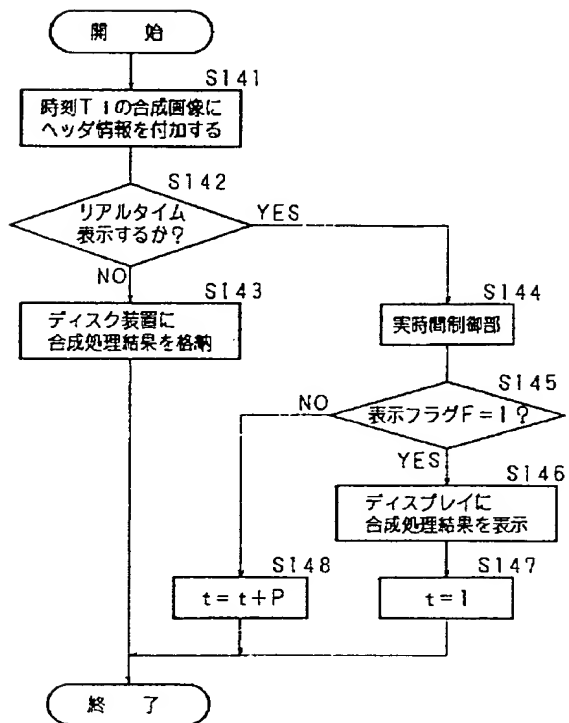 開 始
S141
時刻Tiの合成画像に
ヘッダ情報を付加する
S142
リアルタイム
表示するか?
YES
NO
S143
ディスク装置に
合成処理結果を格納
S144
実時間制御部
S145
表示フラグF=1?
NO
YES
S146
ディスプレイに
合成処理結果を表示
S148
t=t+P
S147
t=1
終 了